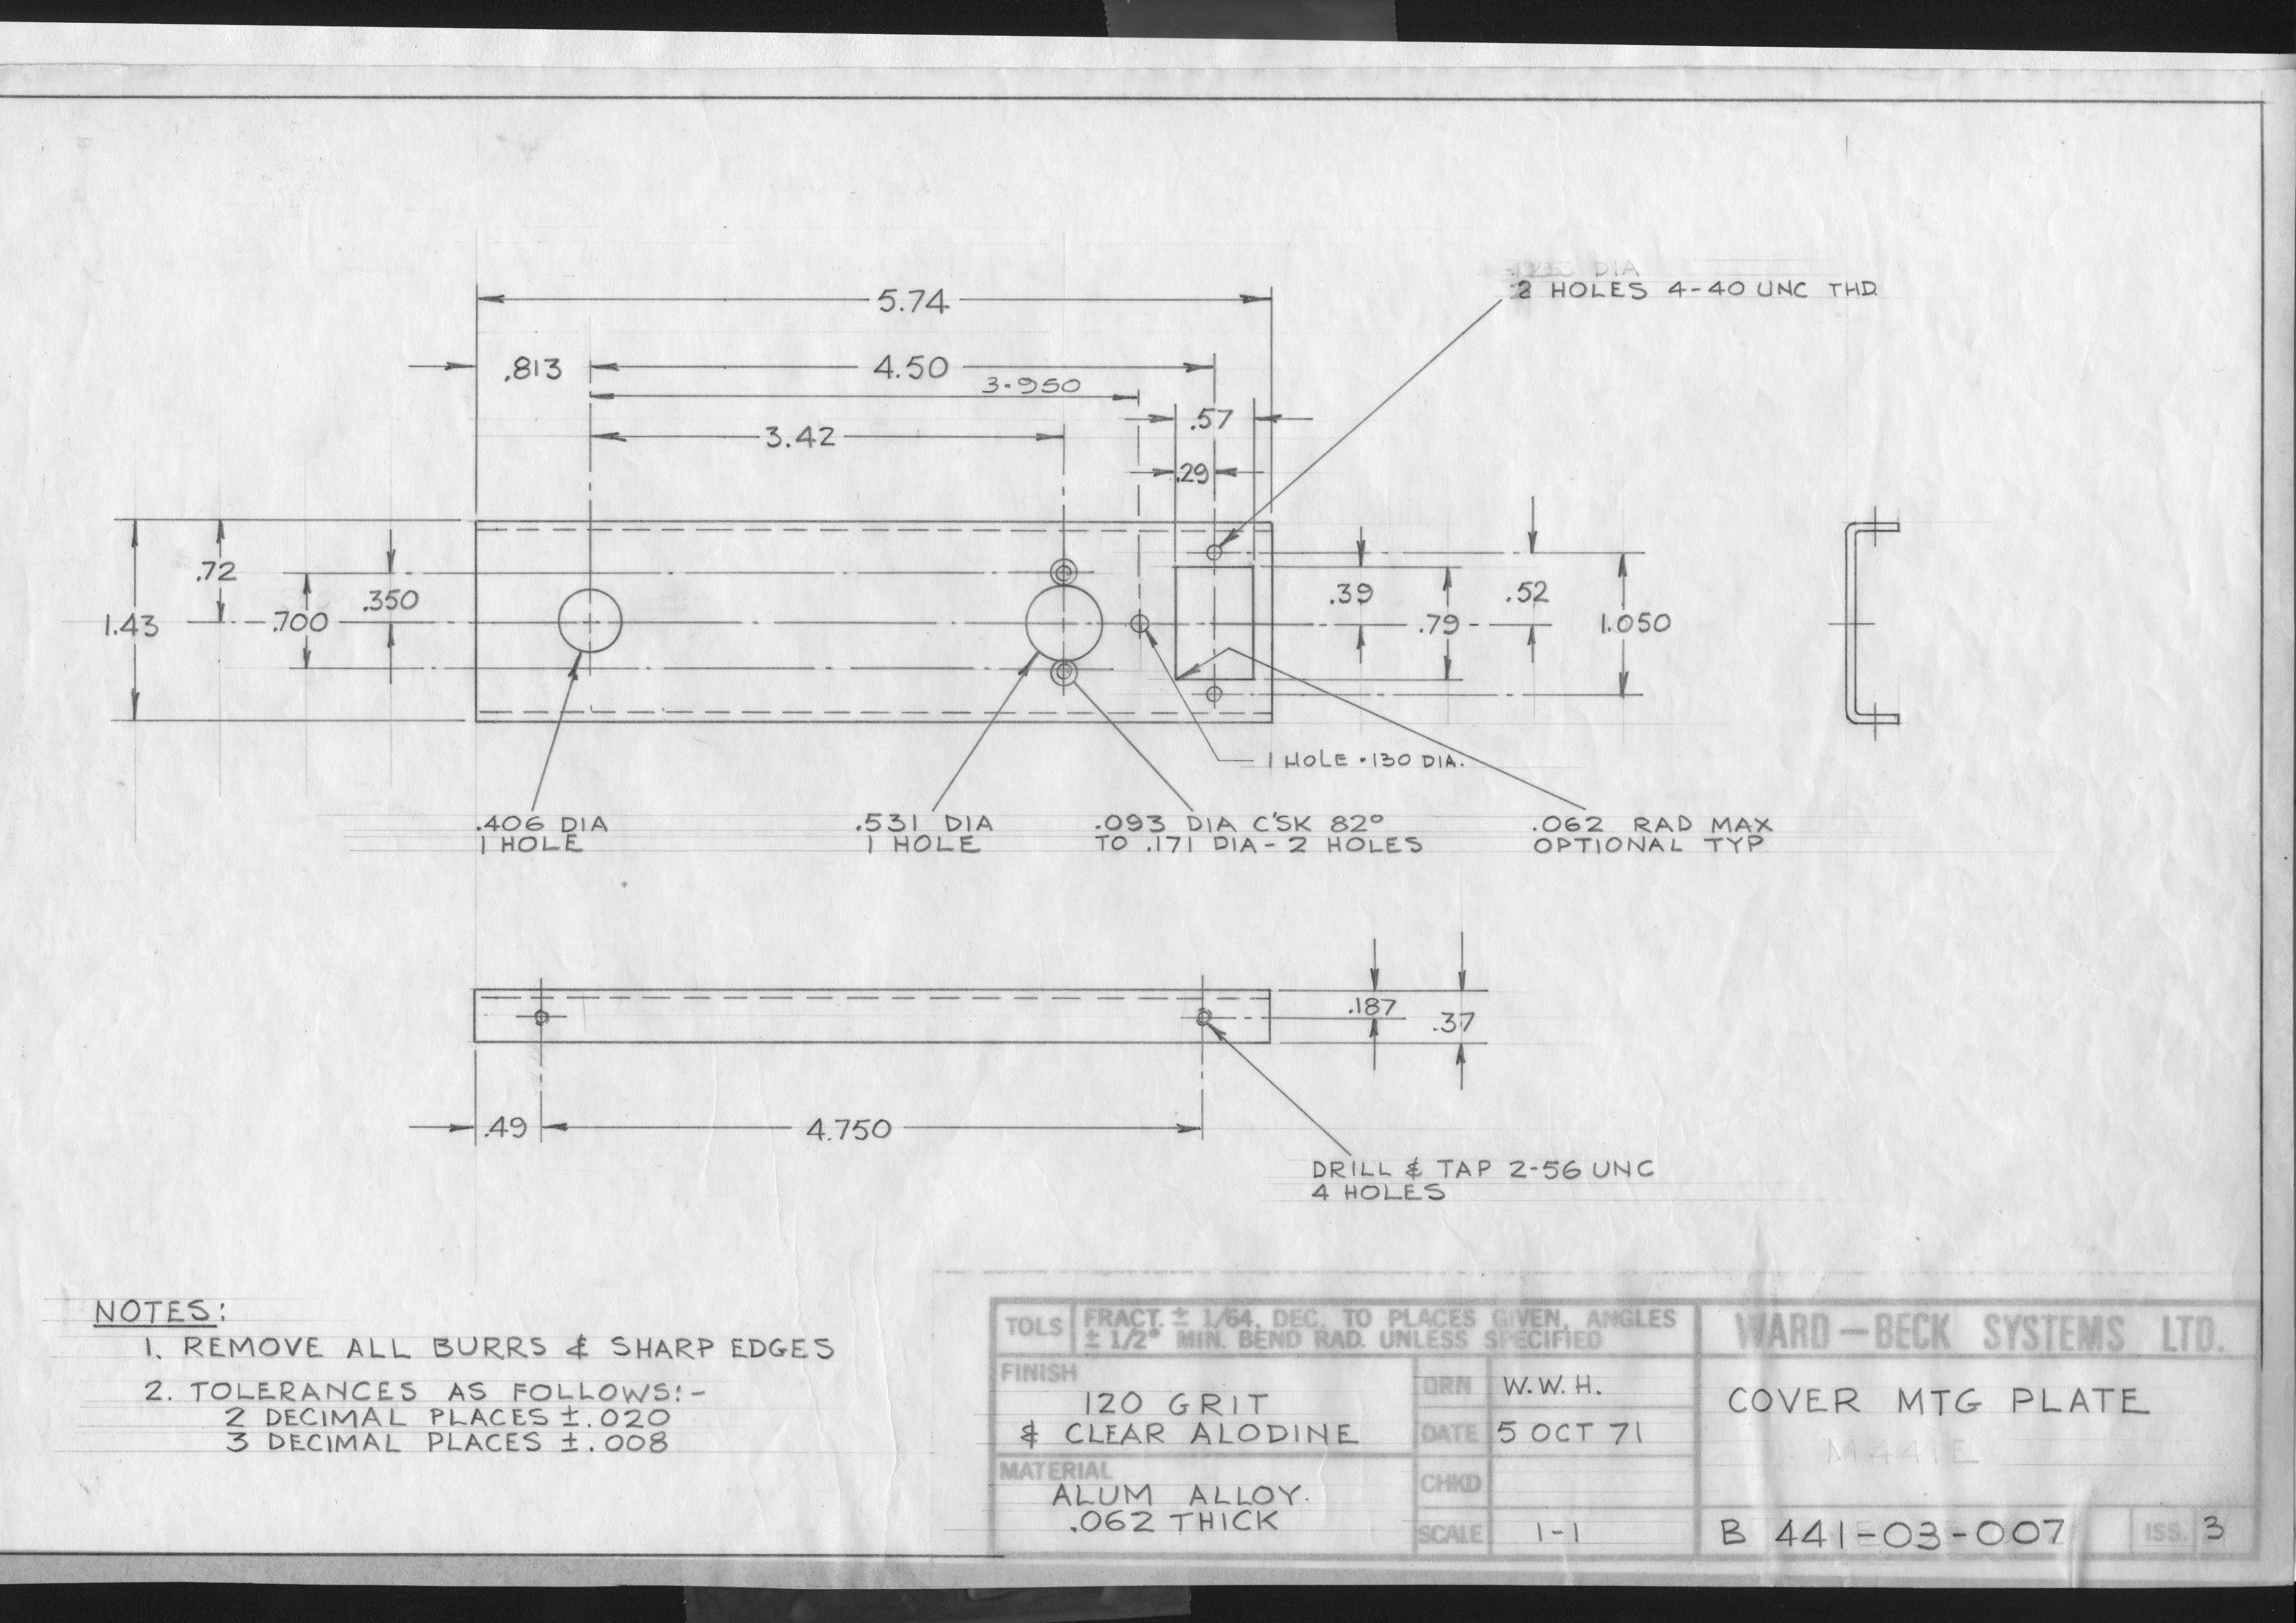 DIA
2 HOLES 4-40 UNC THD.
5.74
.813
4.50
3.950
.57
3.42
.29
.72
.350
.700
1.43
.39
.52
.79
1.050
1 HOLE .130 DIA.
.406 DIA
1 HOLE
.531 DIA
1 HOLE
.093 DIA C'SK 82°
TO .171 DIA - 2 HOLES
.062 RAD MAX
OPTIONAL TYP
.187
.37
.49
4.750
DRILL & TAP 2-56 UNC
4 HOLES
NOTES:
1. REMOVE ALL BURRS & SHARP EDGES
2. TOLERANCES AS FOLLOWS:-
2 DECIMAL PLACES ±.020
3 DECIMAL PLACES ±.008
TOLS
FRACT. ± 1/64, DEC. TO PLACES GIVEN, ANGLES
± 1/2° MIN. BEND RAD. UNLESS SPECIFIED
WARD-BECK SYSTEMS LTD.
FINISH
120 GRIT
& CLEAR ALODINE
DRN W.W.H.
DATE 5 OCT 71
COVER MTG PLATE
M441E
MATERIAL
ALUM ALLOY.
.062 THICK
CHKD
SCALE 1-1
B 441-03-007
ISS. 3